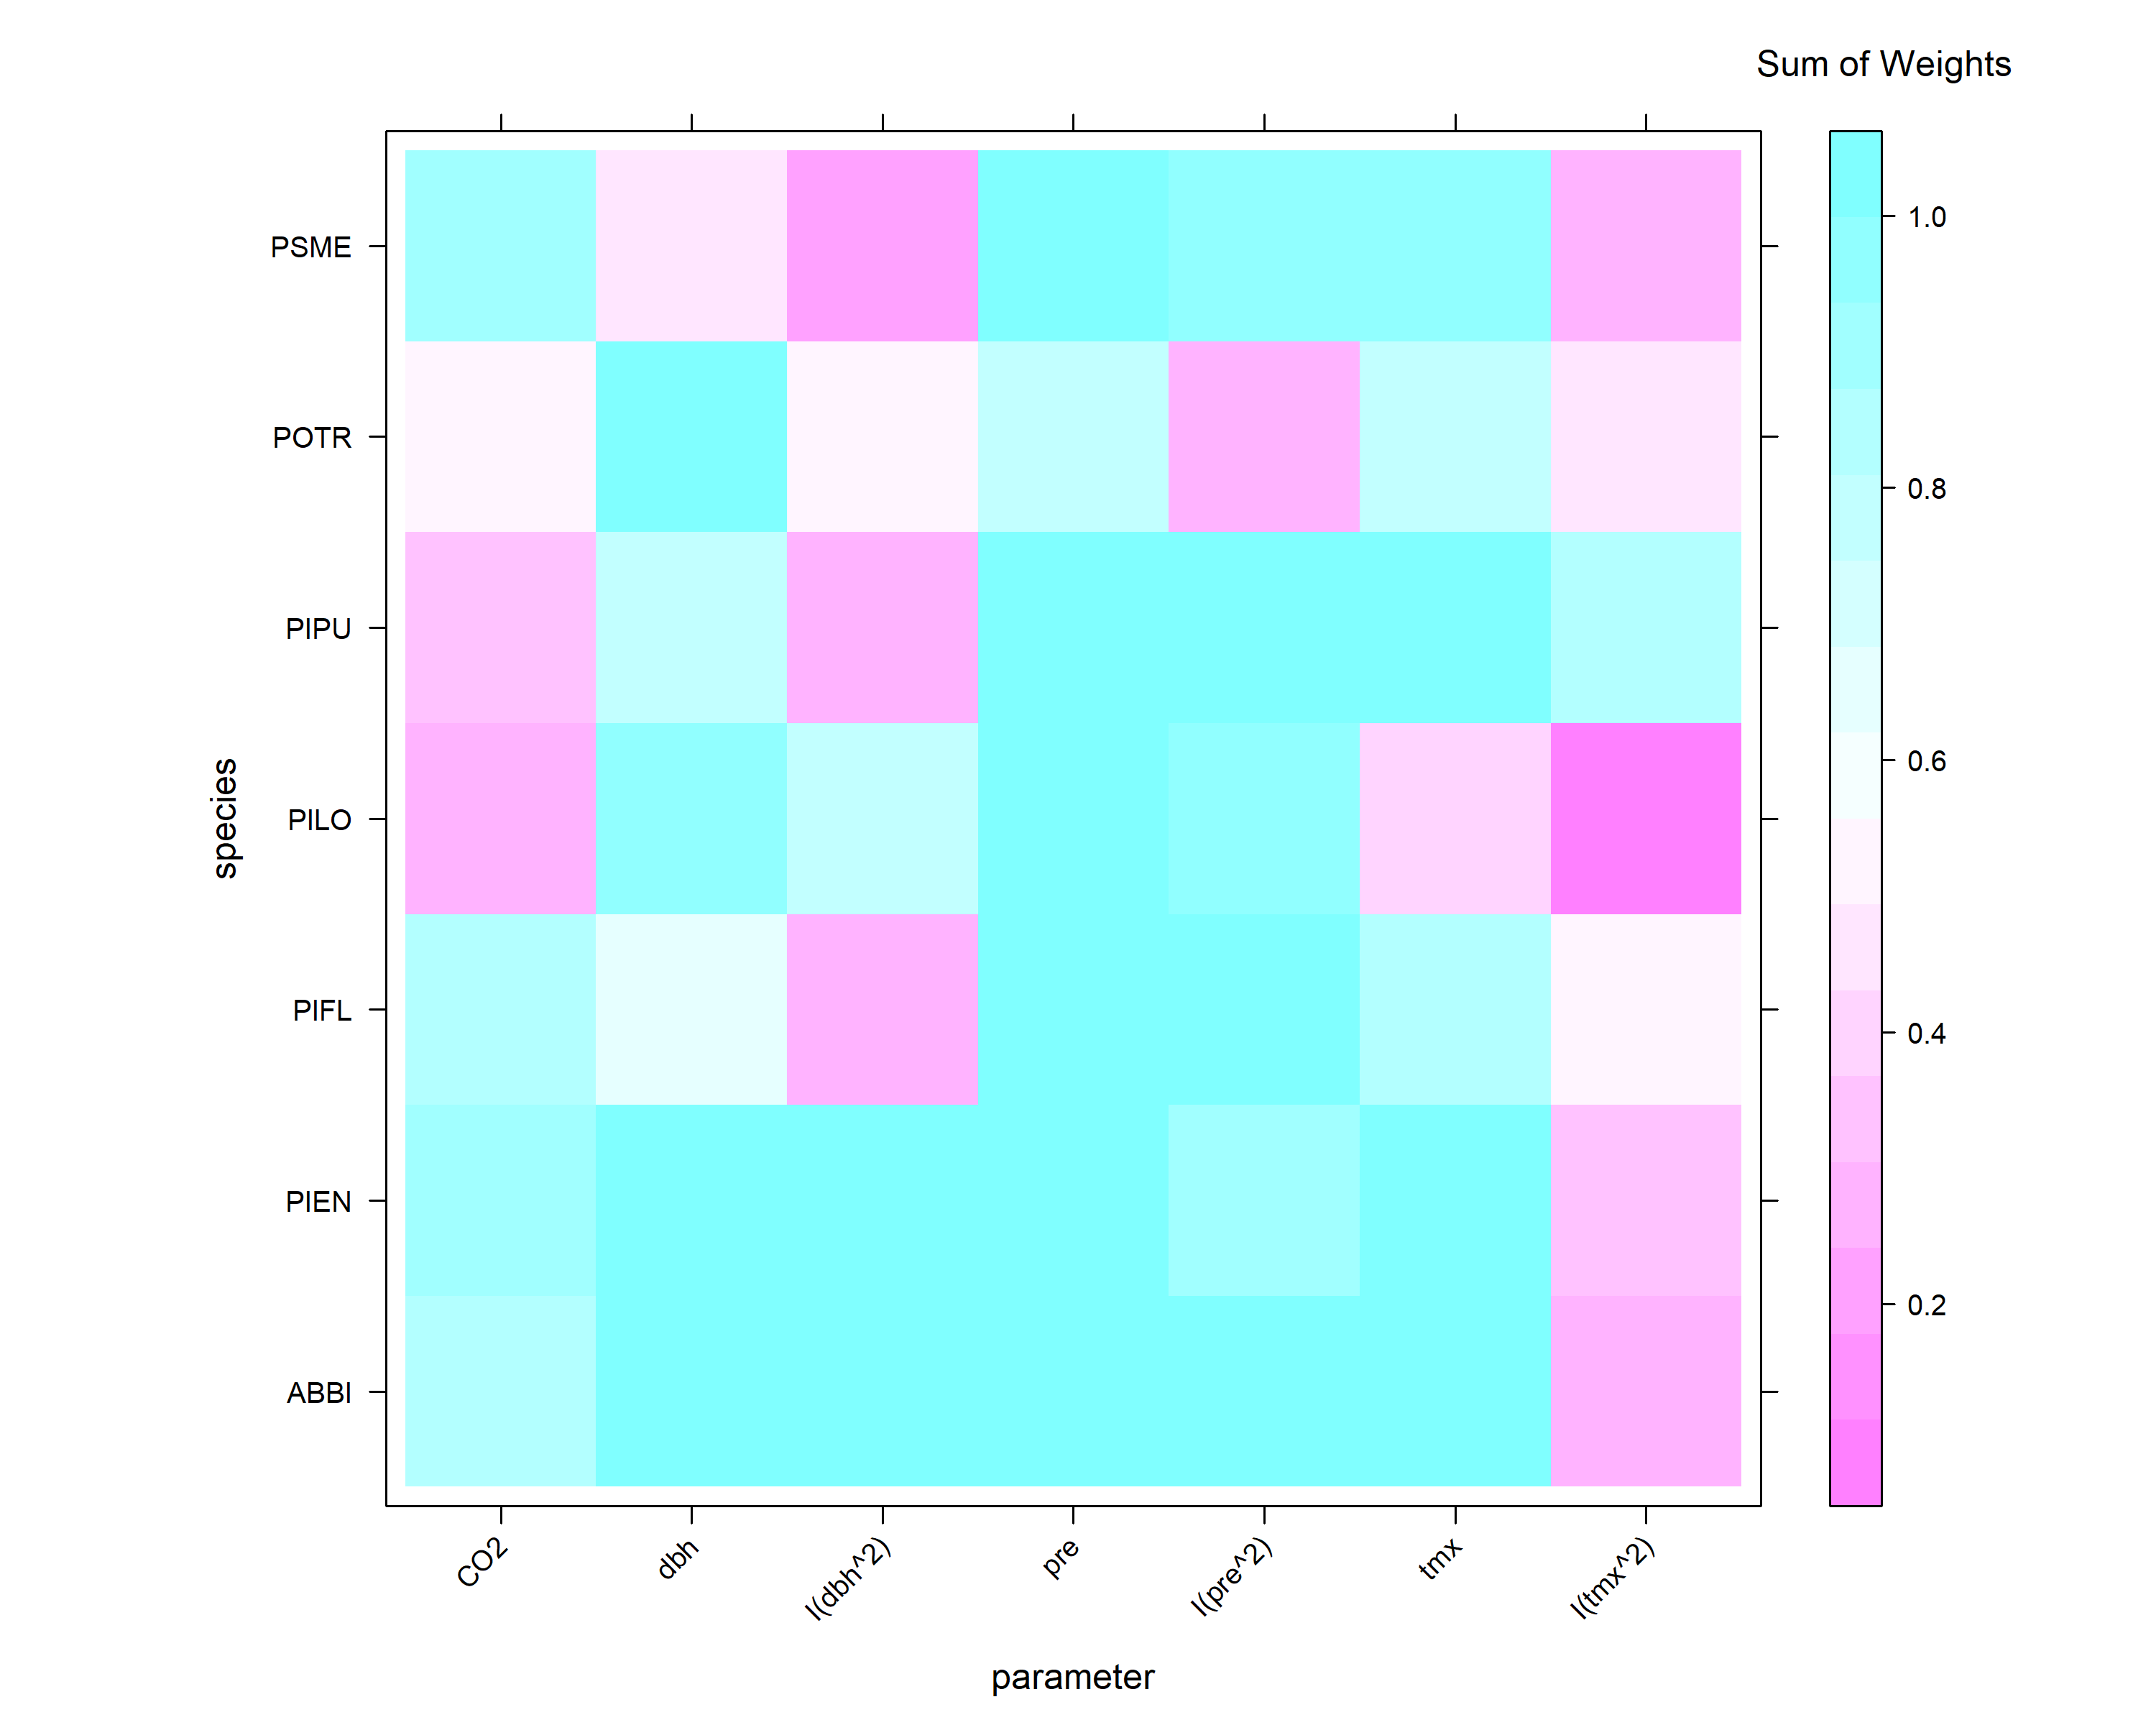 Sum of Weights
PSME
POTR
PIPU
PILO
PIFL
PIEN
ABBI
species
CO2
dbh
I(dbh^2)
pre
I(pre^2)
tmx
I(tmx^2)
parameter
1.0
0.8
0.6
0.4
0.2